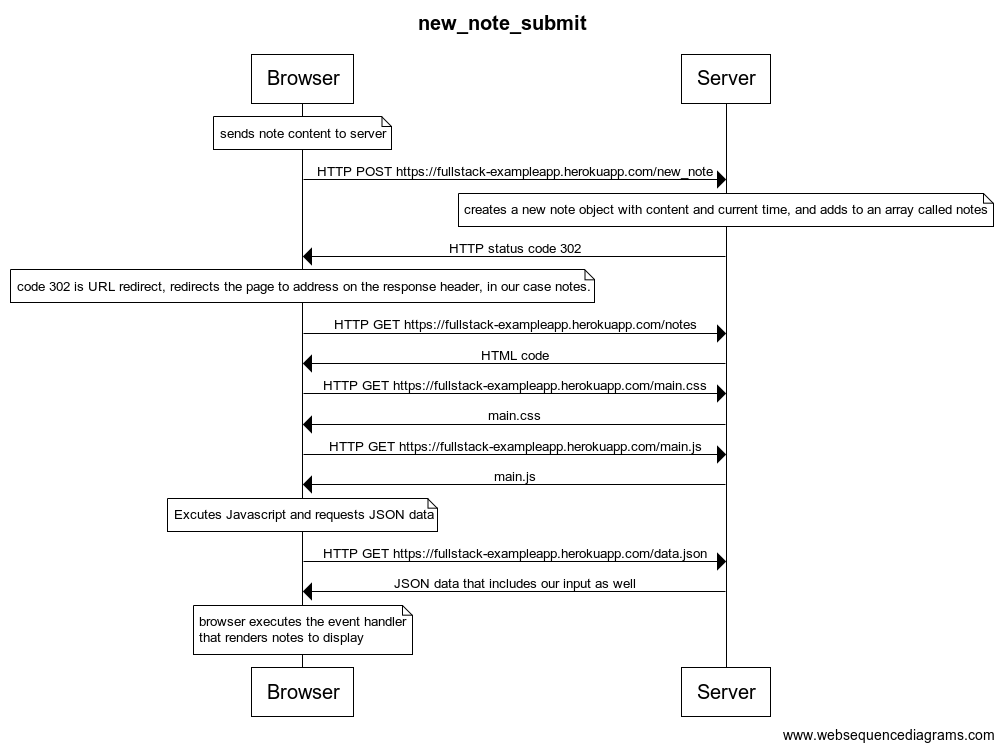 new_note_submit
Browser
Server
sends note content to server
HTTP POST https://fullstack-exampleapp.herokuapp.com/new_note
creates a new note object with content and current time, and adds to an array called notes
HTTP status code 302
code 302 is URL redirect, redirects the page to address on the response header, in our case notes.
HTTP GET https://fullstack-exampleapp.herokuapp.com/notes
HTML code
HTTP GET https://fullstack-exampleapp.herokuapp.com/main.css
main.css
HTTP GET https://fullstack-exampleapp.herokuapp.com/main.js
main.js
Excutes Javascript and requests JSON data
HTTP GET https://fullstack-exampleapp.herokuapp.com/data.json
JSON data that includes our input as well
browser executes the event handler
that renders notes to display
Browser
Server
www.websequencediagrams.com